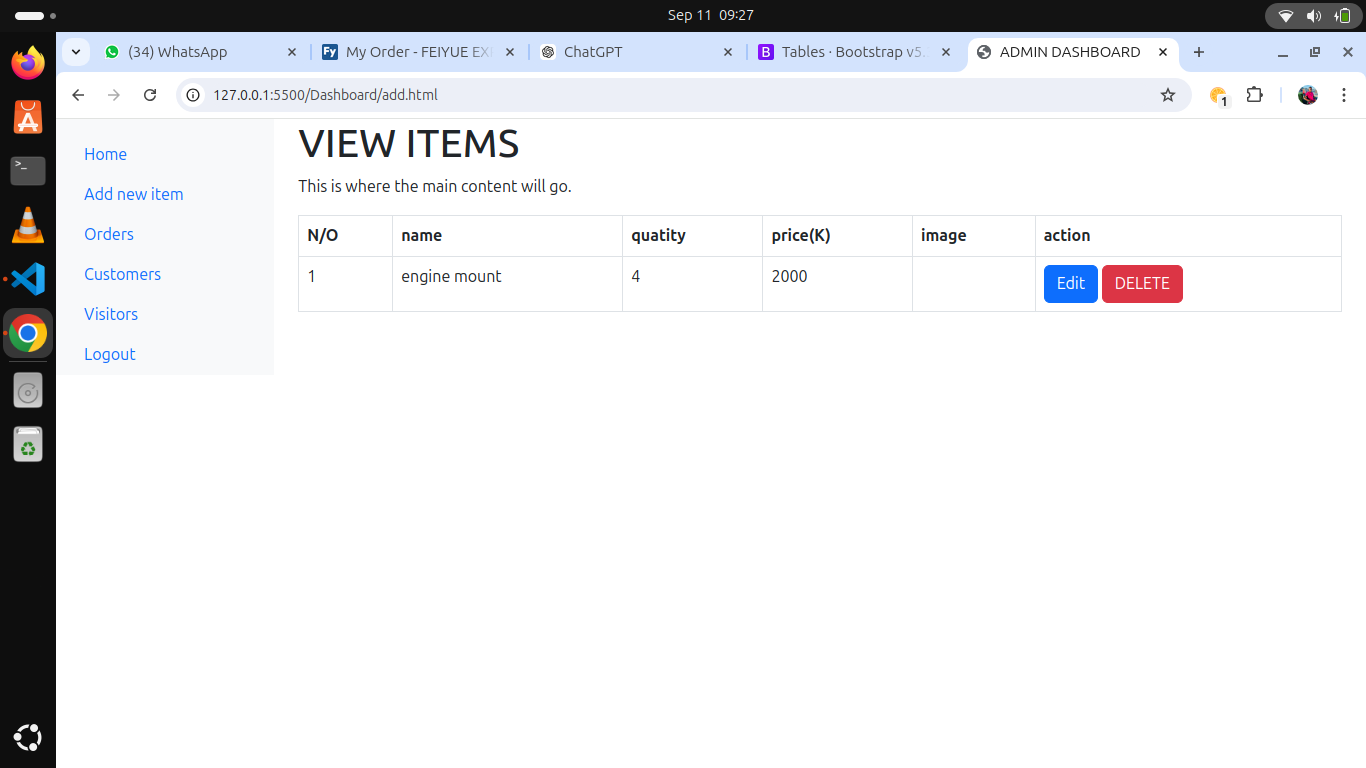 Sep 11 09:27
(34) WhatsApp
Fy My Order - FEIYUE EX
ChatGPT
B Tables · Bootstrap v5.
ADMIN DASHBOARD
127.0.0.1:5500/Dashboard/add.html
1
Home
Add new item
Orders
Customers
Visitors
Logout
VIEW ITEMS
This is where the main content will go.
N/O name quatity price(K) image action
1 engine mount 4 2000 Edit DELETE